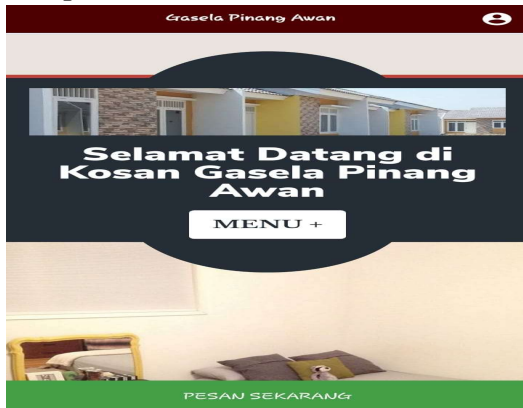 Gasela Pinang Awan
Selamat Datang di
Kosan Gasela Pinang
Awan
MENU +
PESAN SEKARANG